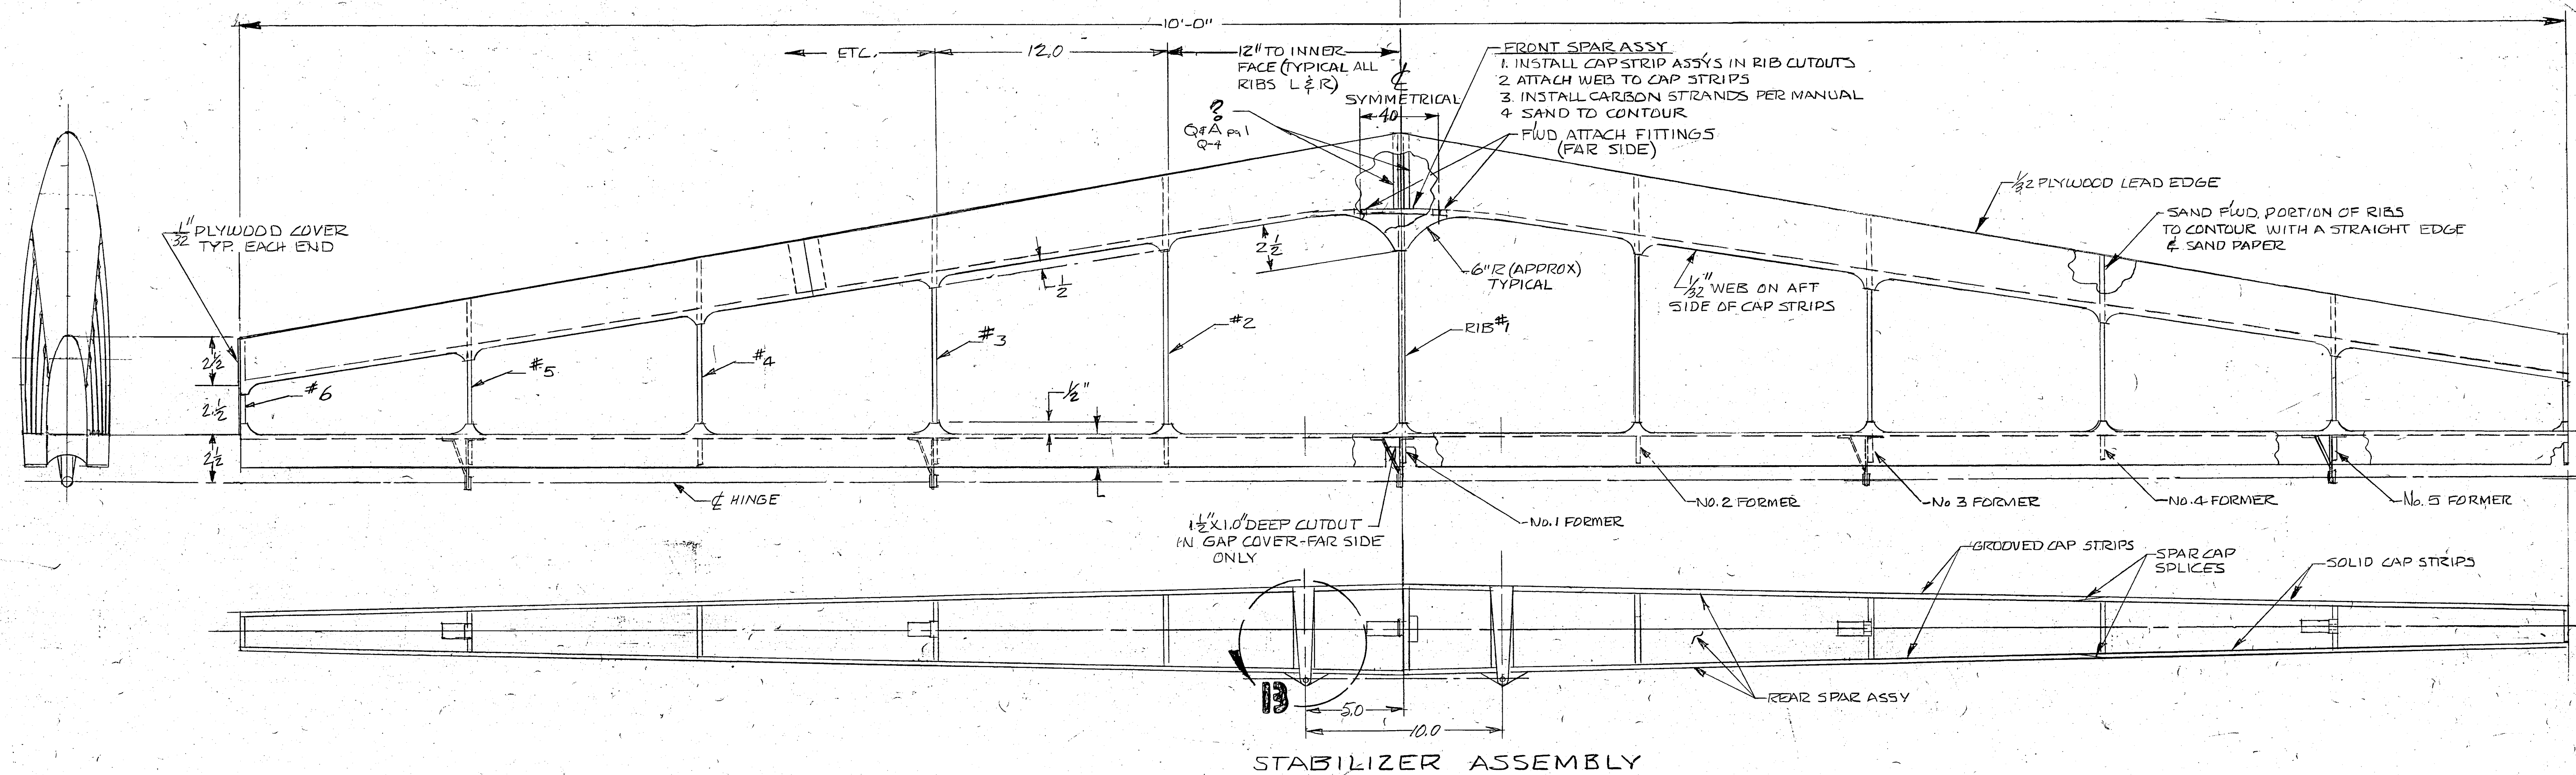 10'-0"
ETC.
12.0
12" TO INNER
FACE (TYPICAL ALL
RIBS L & R)
℄
SYMMETRICAL
4.0
FRONT SPAR ASSY
1. INSTALL CAP STRIP ASSYS IN RIB CUTOUTS
2 ATTACH WEB TO CAP STRIPS
3. INSTALL CARBON STRANDS PER MANUAL
4 SAND TO CONTOUR
FWD ATTACH FITTINGS
(FAR SIDE)
?
Q&A pg 1
Q-4
1/32 PLYWOOD LEAD EDGE
SAND FWD. PORTION OF RIBS
TO CONTOUR WITH A STRAIGHT EDGE
& SAND PAPER
1/32" PLYWOOD COVER
TYP. EACH END
2 1/2
1/2
6"R (APPROX)
TYPICAL
1/32" WEB ON AFT
SIDE OF CAP STRIPS
RIB #1
#2
#3
#4
#5
#6
2 1/2
2 1/2
2 1/2
1/2"
℄ HINGE
1 1/2" X 1.0" DEEP CUTOUT
IN GAP COVER-FAR SIDE
ONLY
No. 1 FORMER
No. 2 FORMER
No 3 FORMER
No. 4 FORMER
No. 5 FORMER
GROOVED CAP STRIPS
SPAR CAP
SPLICES
SOLID CAP STRIPS
REAR SPAR ASSY
B
5.0
10.0
STABILIZER ASSEMBLY